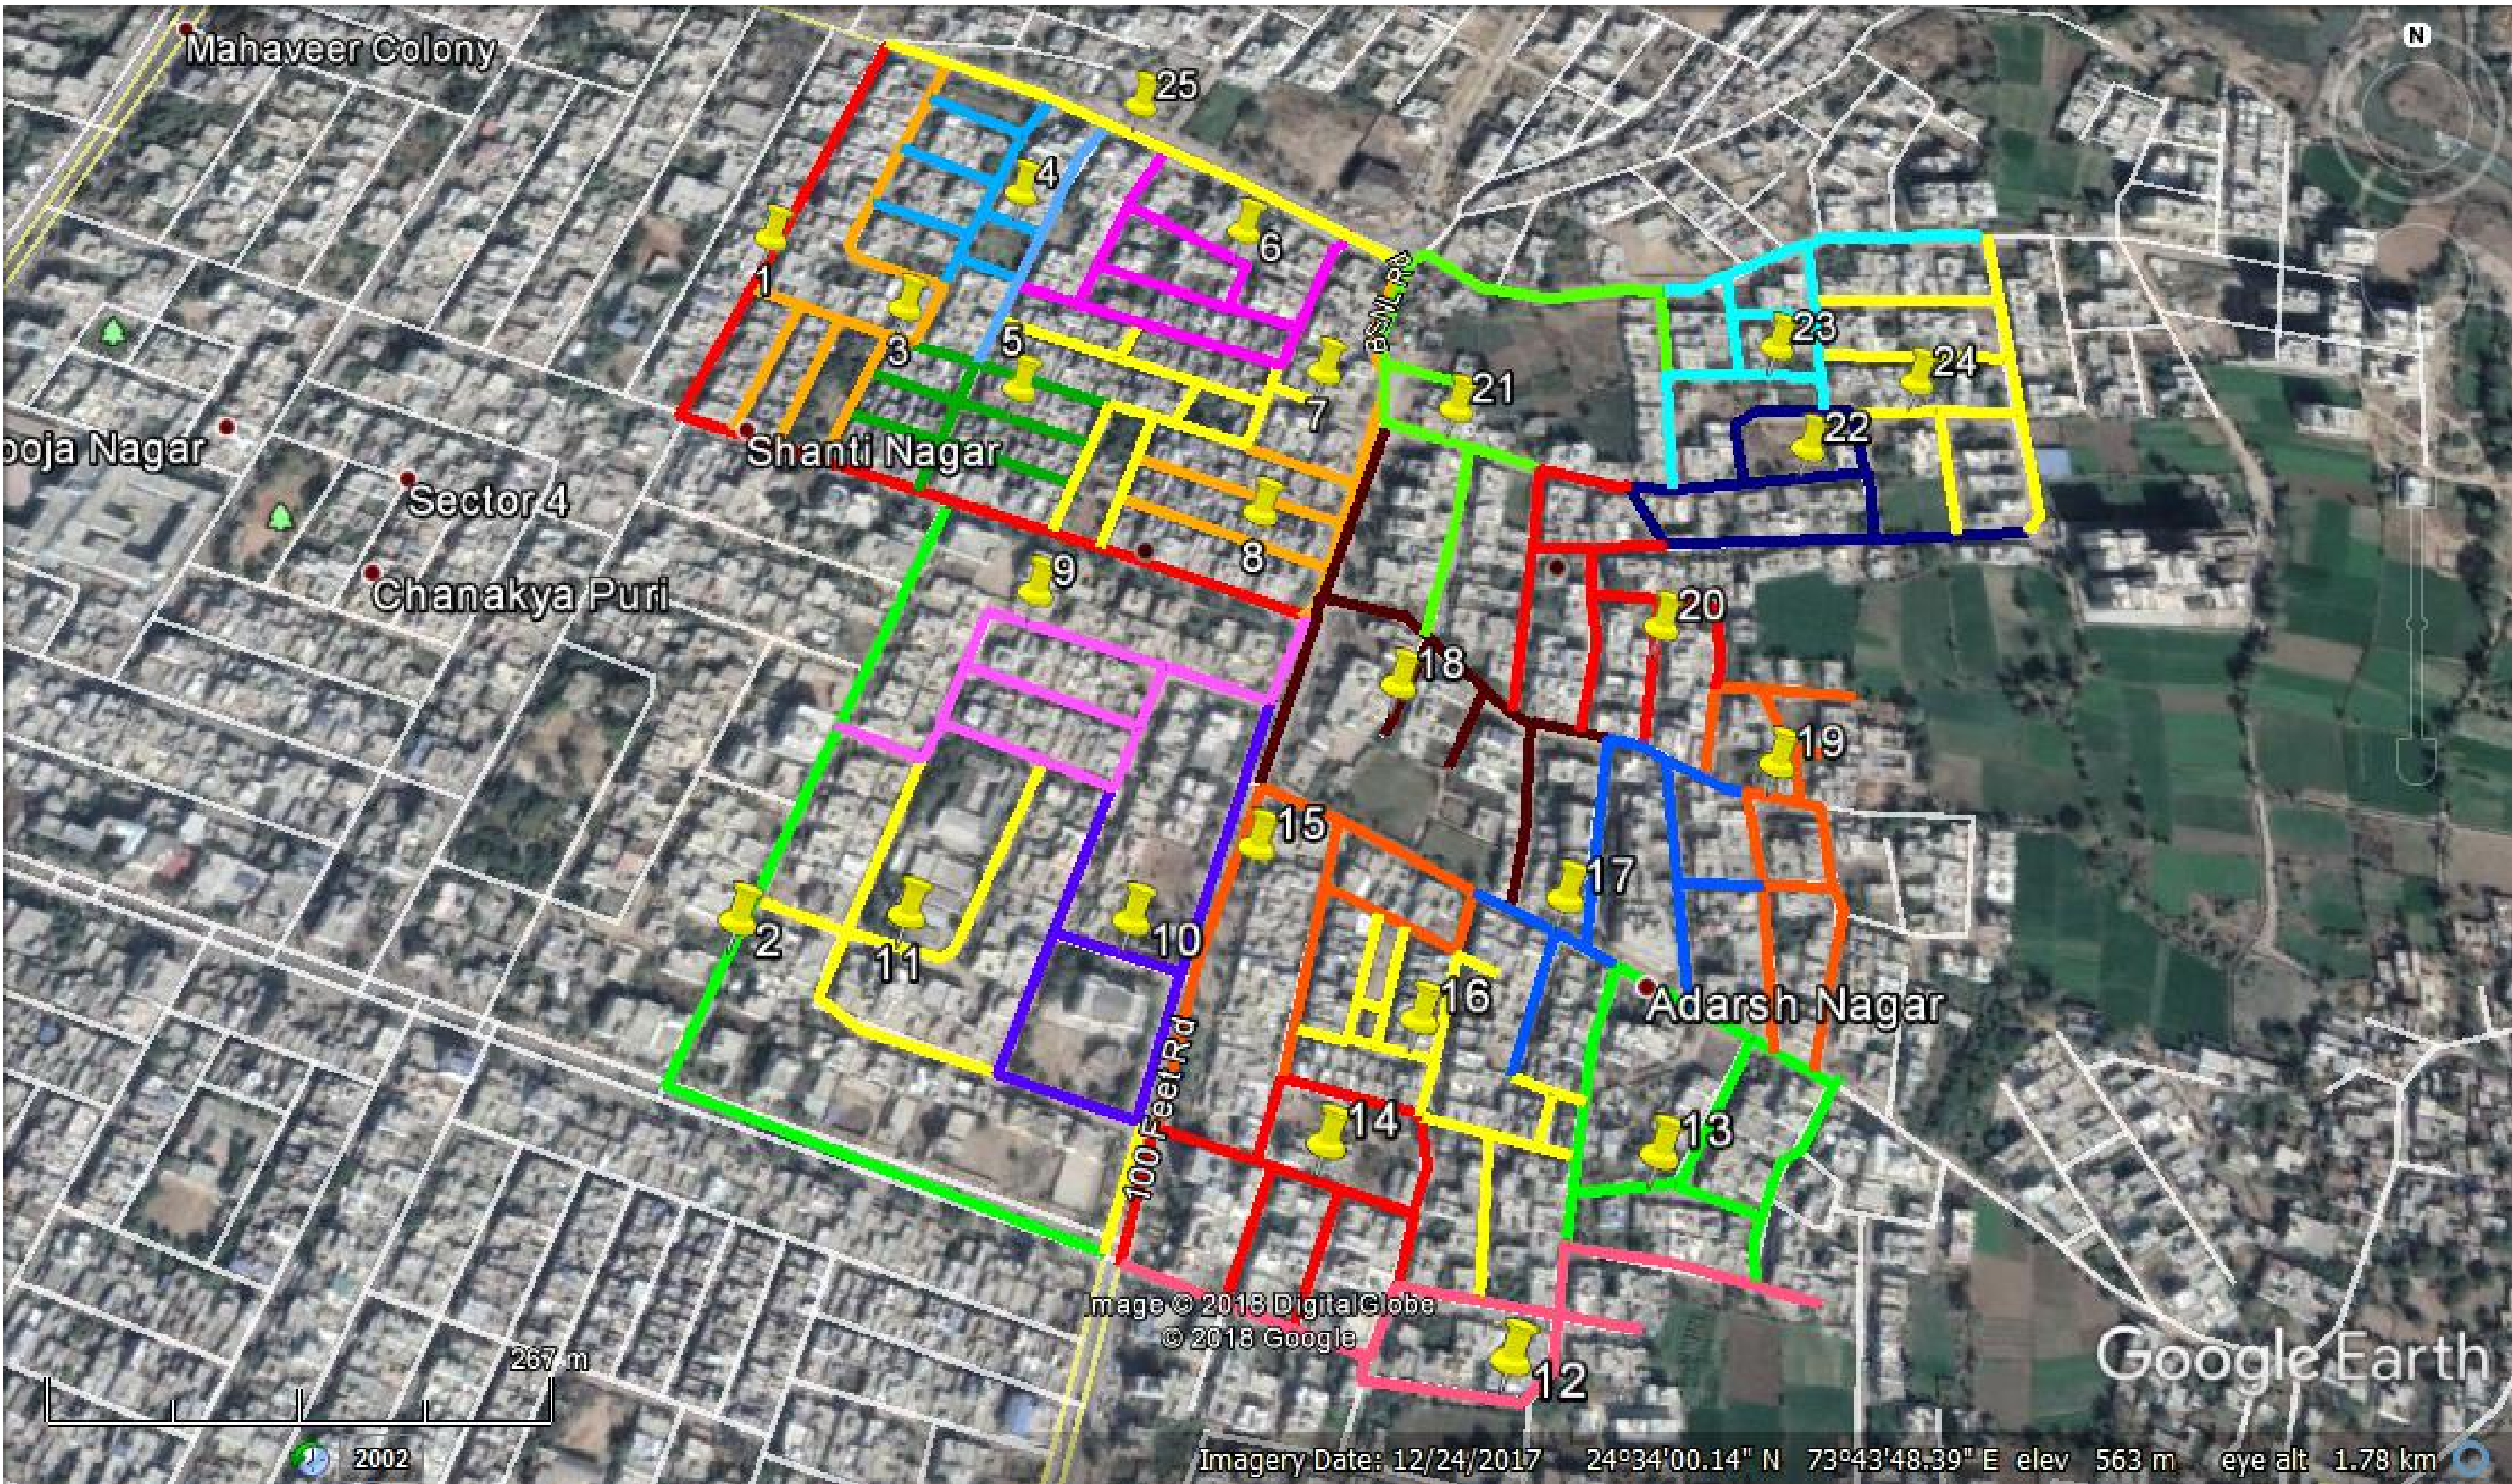 N
Mahaveer Colony
25
4
6
1
3
5
23
24
7
21
22
ooja Nagar
Shanti Nagar
Sector 4
8
9
Chanakya Puri
20
18
19
15
17
2
11
10
16
Adarsh Nagar
100 Feet Rd
14
13
BSNL Rd
mage © 2018 DigitalGlobe
© 2018 Google
12
267 m
Google Earth
2002
Imagery Date: 12/24/2017 24°34'00.14" N 73°43'48.39" E elev 563 m eye alt 1.78 km